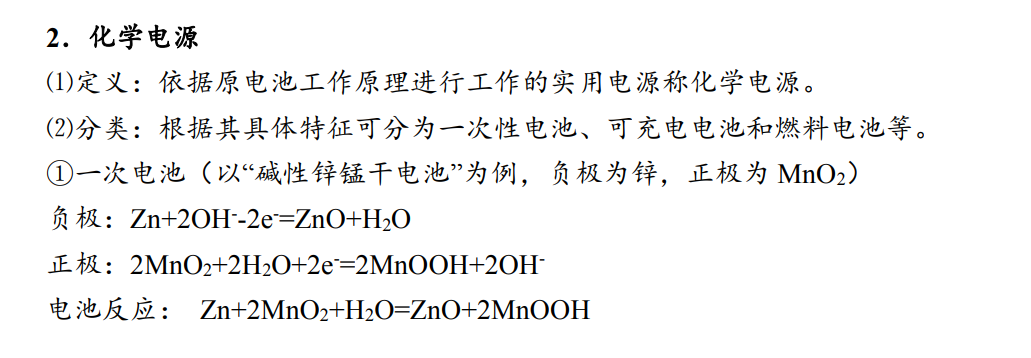 2．化学电源
⑴定义：依据原电池工作原理进行工作的实用电源称化学电源。
⑵分类：根据其具体特征可分为一次性电池、可充电电池和燃料电池等。
①一次电池（以“碱性锌锰干电池”为例，负极为锌，正极为 MnO₂）
负极：Zn+2OH⁻-2e⁻=ZnO+H₂O
正极：2MnO₂+2H₂O+2e⁻=2MnOOH+2OH⁻
电池反应： Zn+2MnO₂+H₂O=ZnO+2MnOOH